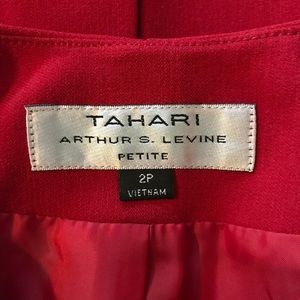 TAHARI
ARTHUR S. LEVINE
PETITE
2P
VIETNAM